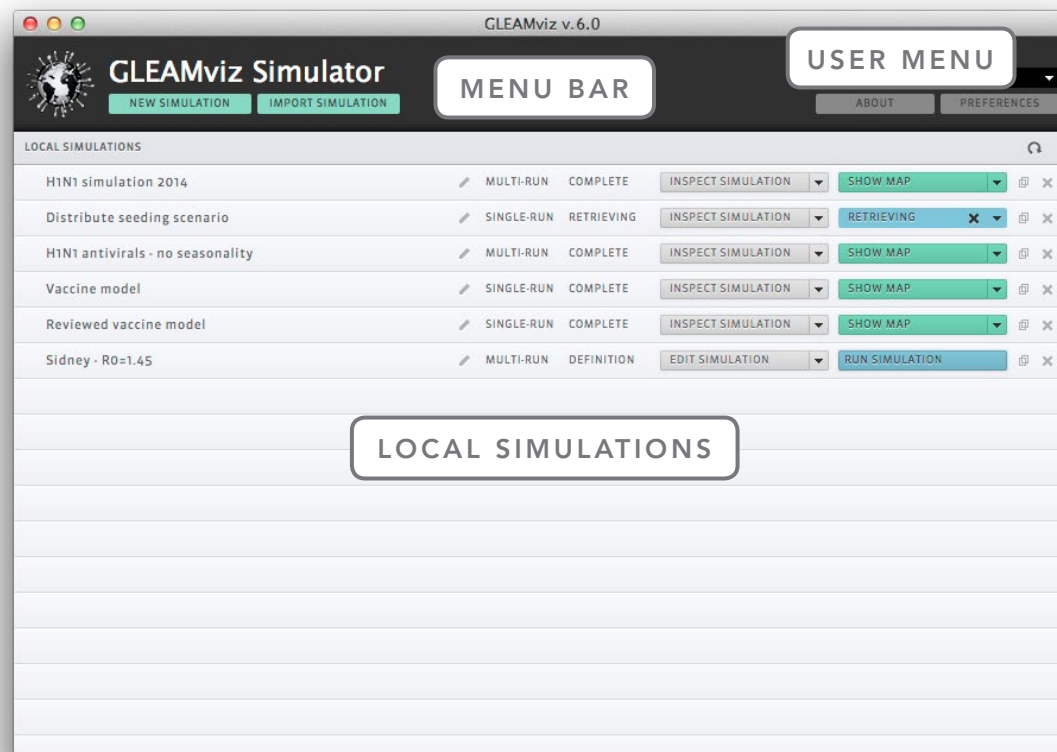 GLEAMviz v.6.0
GLEAMviz Simulator
NEW SIMULATION IMPORT SIMULATION
MENU BAR
USER MENU
ABOUT PREFERENCES
LOCAL SIMULATIONS
H1N1 simulation 2014 MULTI-RUN COMPLETE INSPECT SIMULATION SHOW MAP
Distribute seeding scenario SINGLE-RUN RETRIEVING INSPECT SIMULATION RETRIEVING
H1N1 antivirals - no seasonality MULTI-RUN COMPLETE INSPECT SIMULATION SHOW MAP
Vaccine model SINGLE-RUN COMPLETE INSPECT SIMULATION SHOW MAP
Reviewed vaccine model SINGLE-RUN COMPLETE INSPECT SIMULATION SHOW MAP
Sidney - R0=1.45 MULTI-RUN DEFINITION EDIT SIMULATION RUN SIMULATION
LOCAL SIMULATIONS